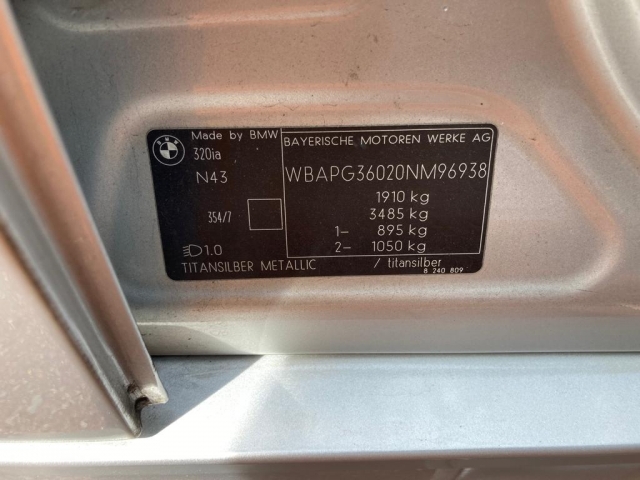 BMW
Made by BMW
BAYERISCHE MOTOREN WERKE AG
320ia
N43
WBAPG36020NM96938
1910 kg
354/7
3485 kg
1- 895 kg
1.0
2- 1050 kg
TITANSILBER METALLIC / titansilber
8 240 809